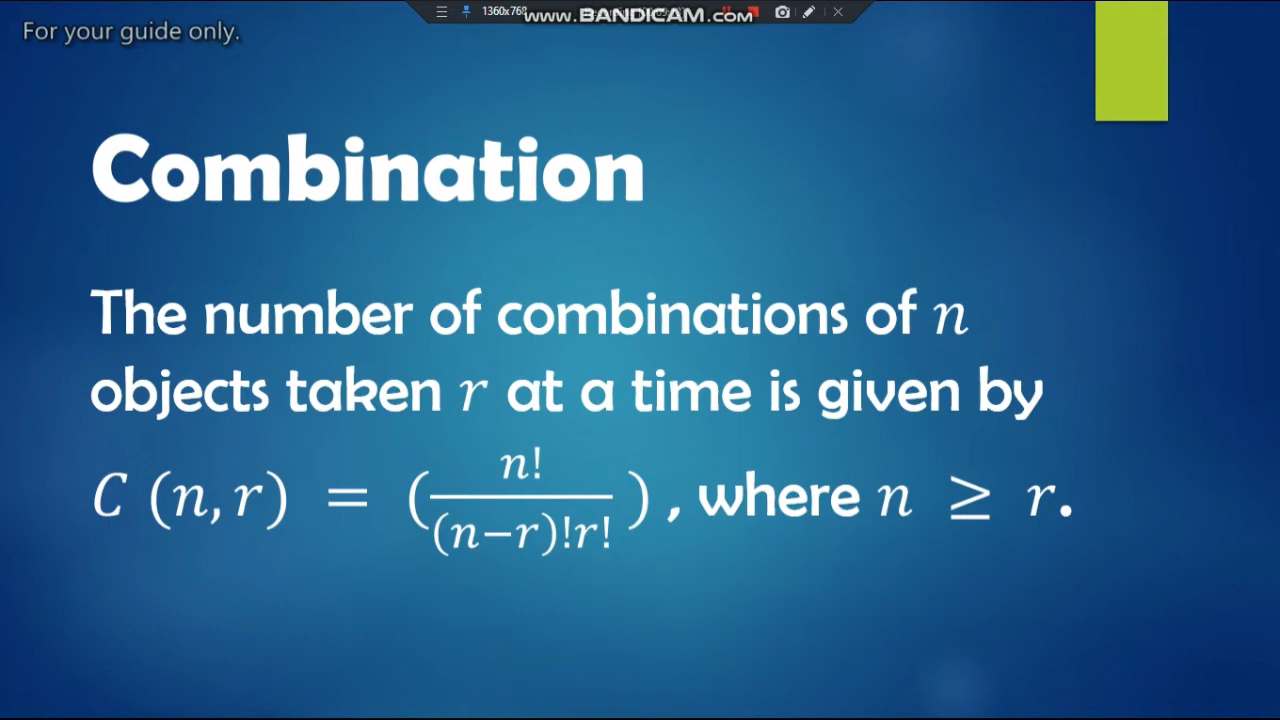 1360x768
www.BANDICAM.com
For your guide only.
Combination
The number of combinations of n
objects taken r at a time is given by
C (n, r) = (n!/((n−r)!r!)) , where n ≥ r.